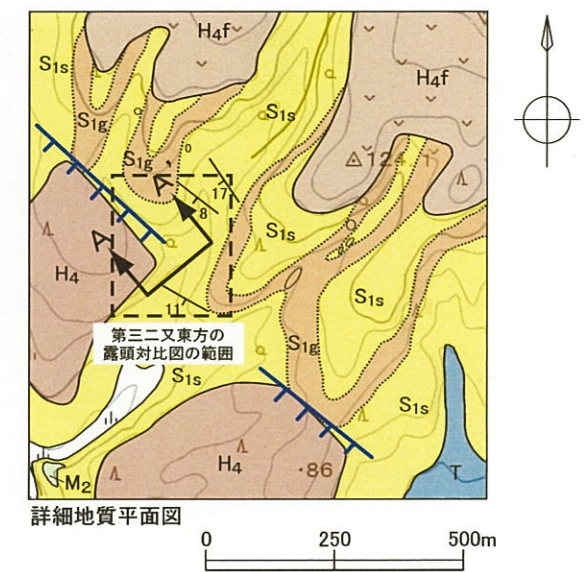 H4f
S1s
H4f
S1s
S1g
△124.1
S1g
0
A'
17
8
S1s
S1s
A
H4
S1s
11
第三二又東方の
露頭対比図の範囲
S1g
S1s
S1s
H4
・86
M2
T
詳細地質平面図
0 250 500m